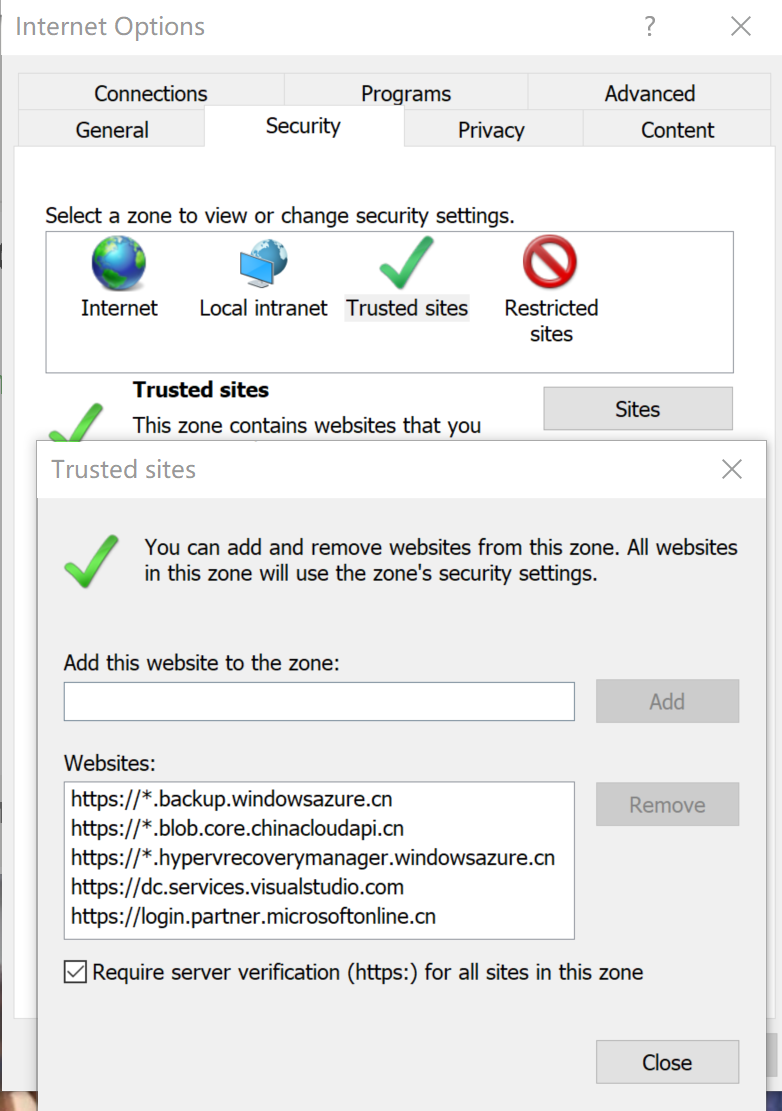 Internet Options
?
Connections Programs Advanced
General Security Privacy Content
Select a zone to view or change security settings.
Internet Local intranet Trusted sites Restricted
sites
Trusted sites
This zone contains websites that you
Sites
Trusted sites
You can add and remove websites from this zone. All websites
in this zone will use the zone's security settings.
Add this website to the zone:
Add
Websites:
https://*.backup.windowsazure.cn
https://*.blob.core.chinacloudapi.cn
https://*.hypervrecoverymanager.windowsazure.cn
https://dc.services.visualstudio.com
https://login.partner.microsoftonline.cn
Remove
Require server verification (https:) for all sites in this zone
Close